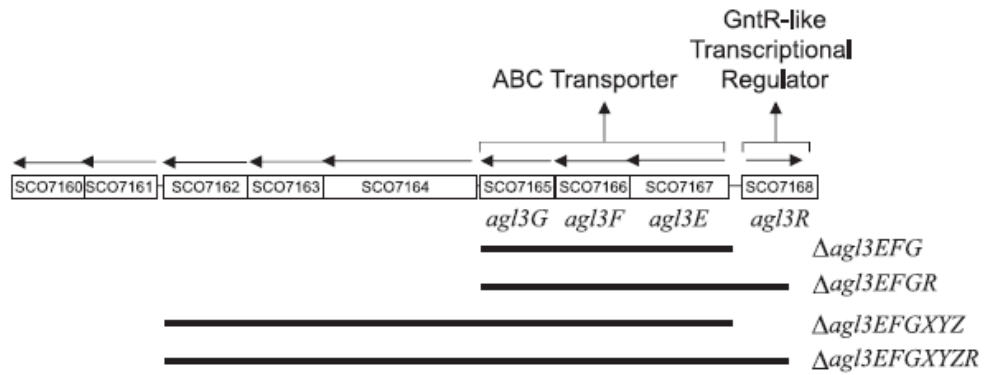 GntR-like
Transcriptional
Regulator
ABC Transporter
SCO7160 SCO7161 SCO7162 SCO7163 SCO7164 SCO7165 SCO7166 SCO7167 SCO7168
agl3G agl3F agl3E agl3R
Δagl3EFG
Δagl3EFGR
Δagl3EFGXYZ
Δagl3EFGXYZR